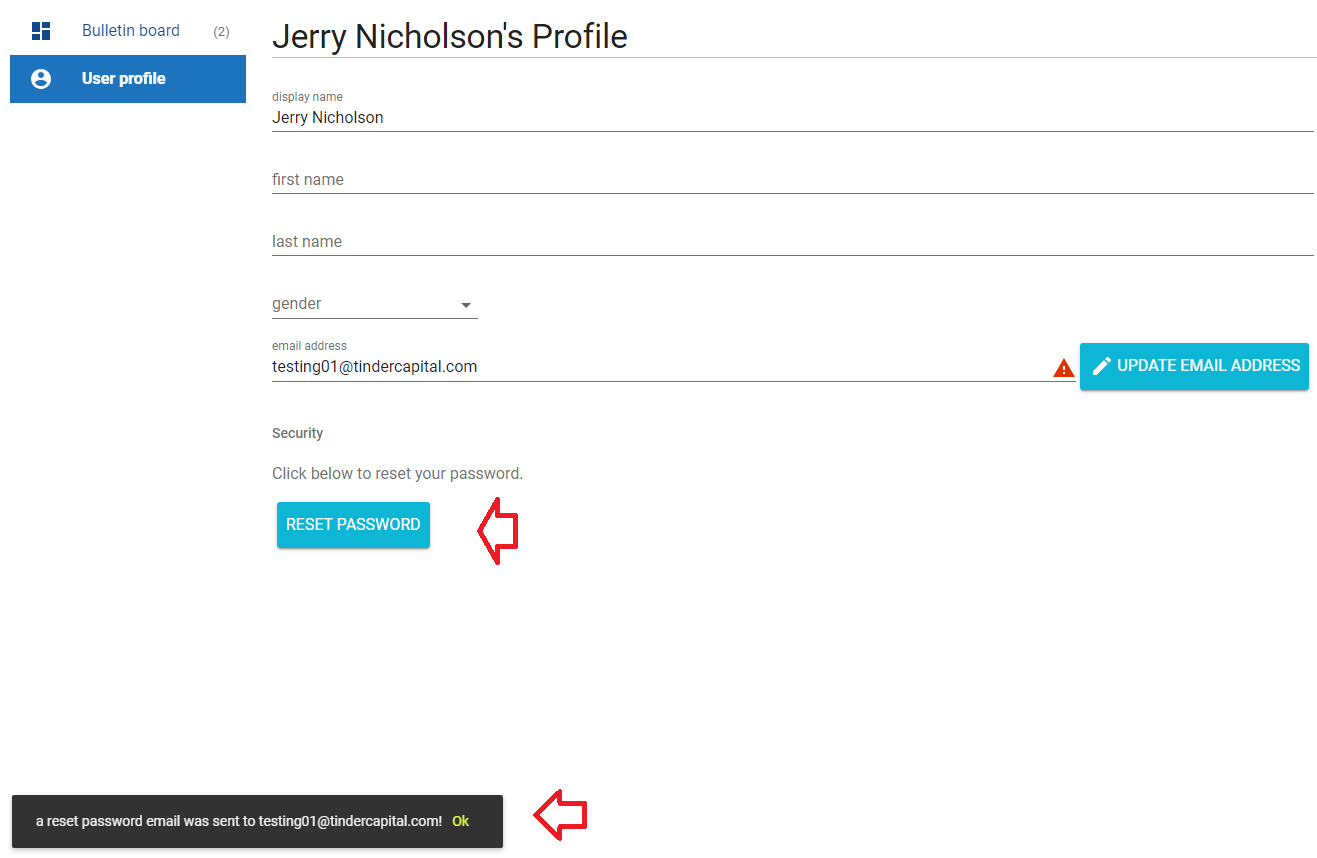 Bulletin board (2)
User profile
Jerry Nicholson's Profile
display name
Jerry Nicholson
first name
last name
gender
email address
testing01@tindercapital.com
UPDATE EMAIL ADDRESS
Security
Click below to reset your password.
RESET PASSWORD
a reset password email was sent to testing01@tindercapital.com! Ok